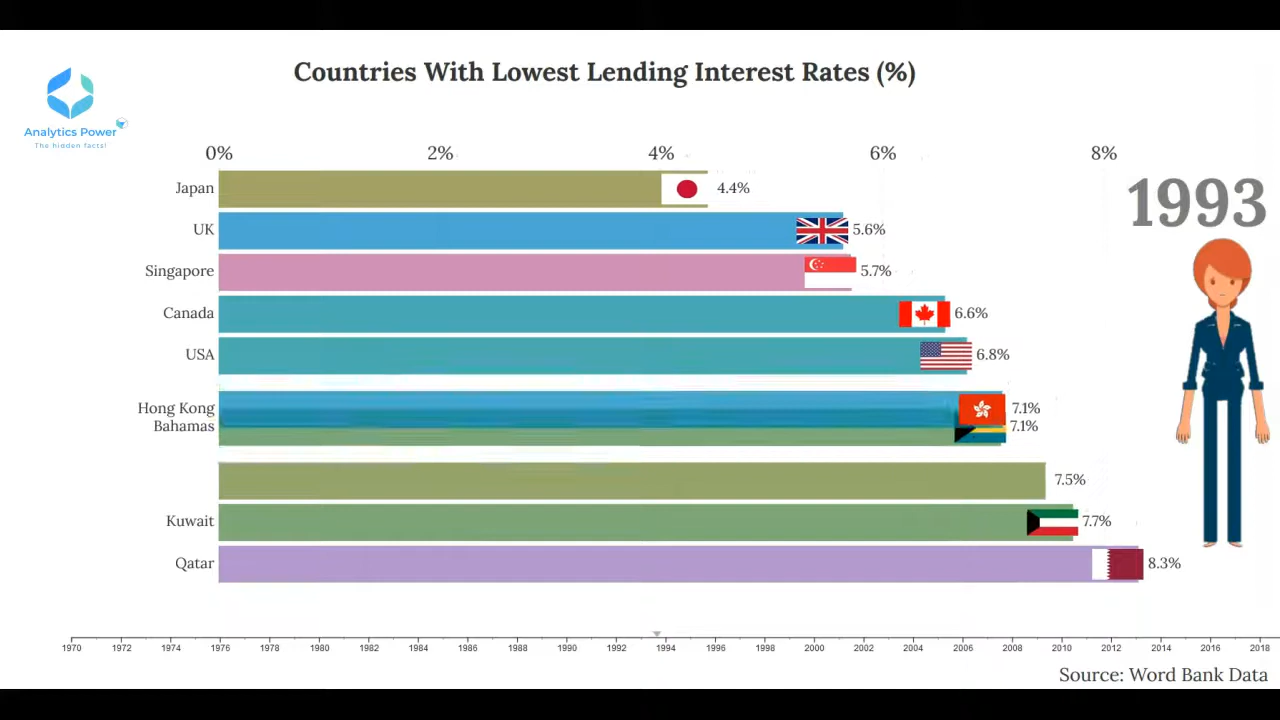 Countries With Lowest Lending Interest Rates (%)
Analytics Power
The hidden facts!
0% 2% 4% 6% 8%
1993
Japan 4.4%
UK 5.6%
Singapore 5.7%
Canada 6.6%
USA 6.8%
Hong Kong 7.1%
Bahamas 7.1%
7.5%
Kuwait 7.7%
Qatar 8.3%
1970 1972 1974 1976 1978 1980 1982 1984 1986 1988 1990 1992 1994 1996 1998 2000 2002 2004 2006 2008 2010 2012 2014 2016 2018
Source: Word Bank Data